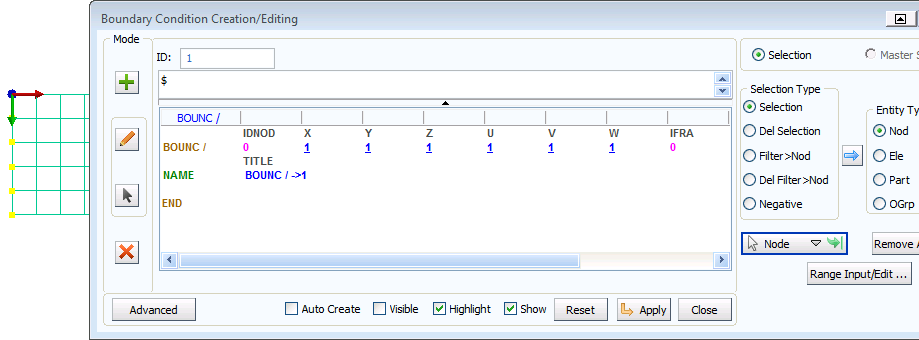 Boundary Condition Creation/Editing
Mode
ID: 1
$
BOUNC /
IDNOD X Y Z U V W IFRA
BOUNC / 0 1 1 1 1 1 1 0
TITLE
NAME BOUNC / ->1
END
Advanced
Auto Create Visible Highlight Show Reset Apply Close
Selection Master S
Selection Type
Selection
Del Selection
Filter>Nod
Del Filter>Nod
Negative
Entity Ty
Nod
Ele
Part
OGrp
Node Remove A
Range Input/Edit ...